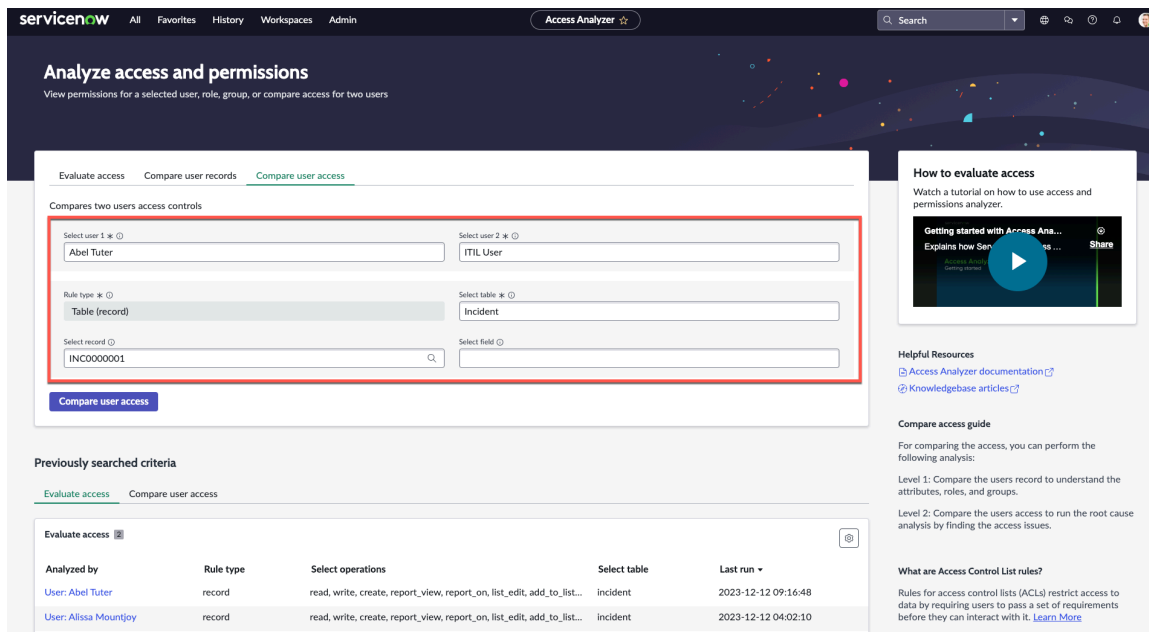 servicenow All Favorites History Workspaces Admin Access Analyzer ☆ Search
Analyze access and permissions
View permissions for a selected user, role, group, or compare access for two users
Evaluate access Compare user records Compare user access
Compares two users access controls
Select user 1 * Select user 2 *
Abel Tuter ITIL User
Rule type * Select table *
Table (record) Incident
Select record Select field
INC0000001
Compare user access
How to evaluate access
Watch a tutorial on how to use access and
permissions analyzer.
Getting started with Access Ana...
Explains how Ser ss ...
Share
Access Analy
Getting started
Helpful Resources
Access Analyzer documentation
Knowledgebase articles
Compare access guide
For comparing the access, you can perform the
following analysis:
Level 1: Compare the users record to understand the
attributes, roles, and groups.
Level 2: Compare the users access to run the root cause
analysis by finding the access issues.
What are Access Control List rules?
Rules for access control lists (ACLs) restrict access to
data by requiring users to pass a set of requirements
before they can interact with it. Learn More
Previously searched criteria
Evaluate access Compare user access
Evaluate access 2
Analyzed by Rule type Select operations Select table Last run
User: Abel Tuter record read, write, create, report_view, report_on, list_edit, add_to_list... incident 2023-12-12 09:16:48
User: Alissa Mountjoy record read, write, create, report_view, report_on, list_edit, add_to_list... incident 2023-12-12 04:02:10